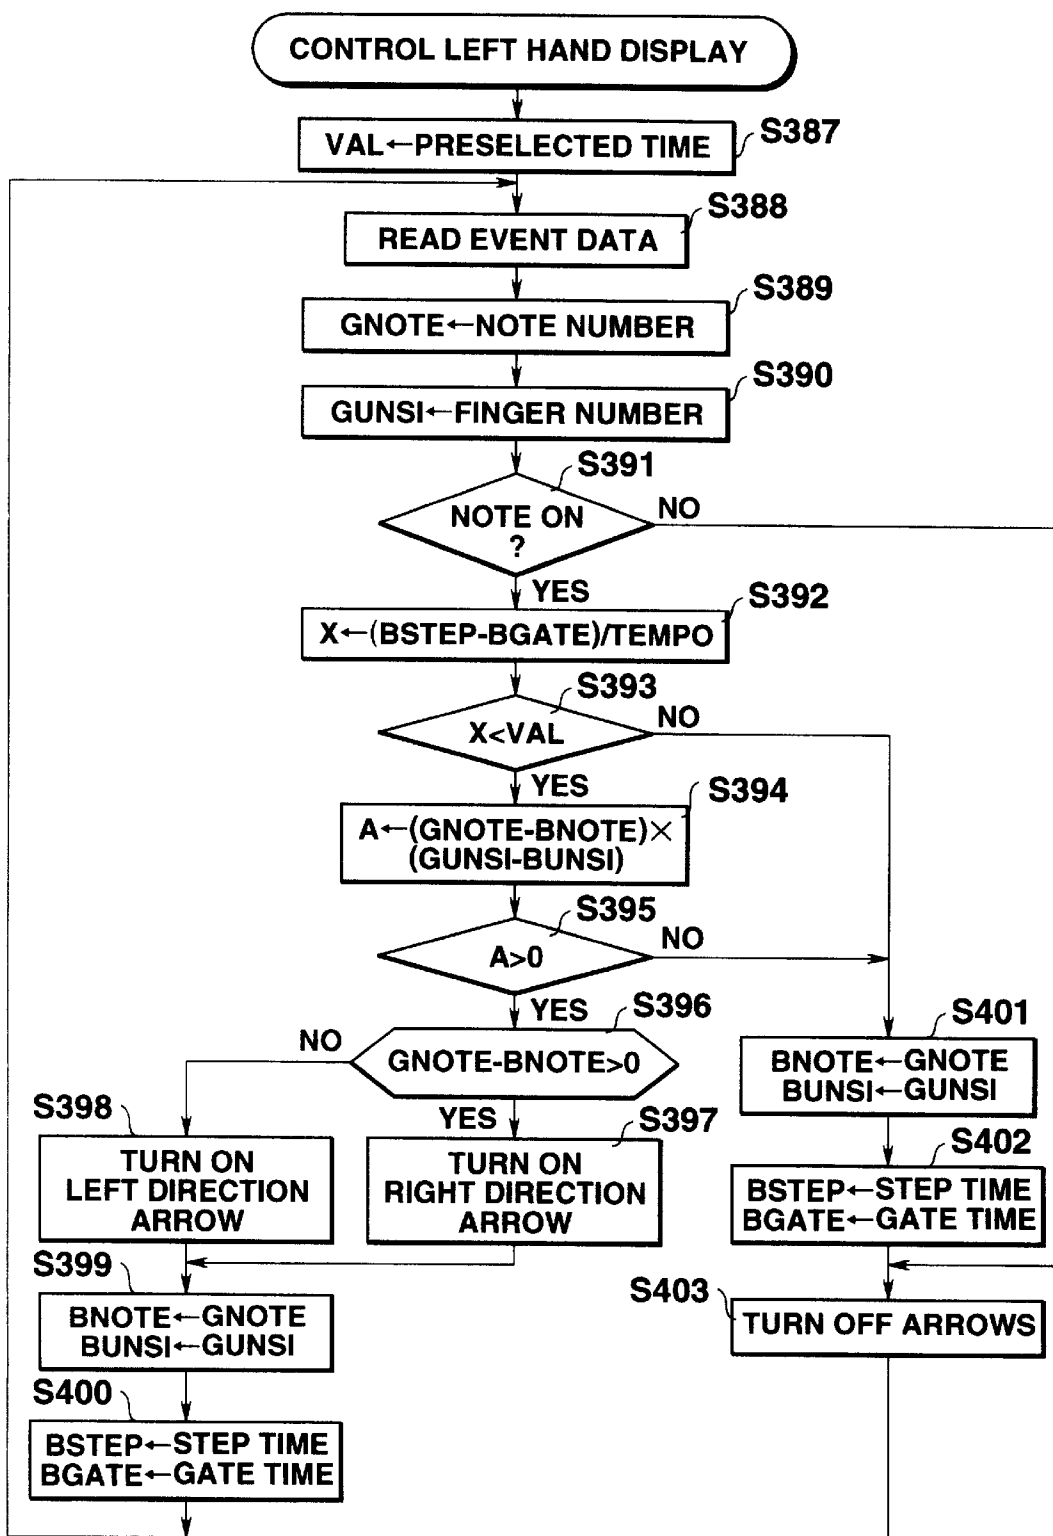 CONTROL LEFT HAND DISPLAY
S387
VAL←PRESELECTED TIME
S388
READ EVENT DATA
S389
GNOTE←NOTE NUMBER
S390
GUNSI←FINGER NUMBER
S391
NOTE ON
?
NO
YES
S392
X←(BSTEP-BGATE)/TEMPO
S393
X<VAL
NO
YES
S394
A←(GNOTE-BNOTE)×
(GUNSI-BUNSI)
S395
A>0
NO
YES
S396
GNOTE-BNOTE>0
NO
YES
S397
TURN ON
RIGHT DIRECTION
ARROW
S398
TURN ON
LEFT DIRECTION
ARROW
S399
BNOTE←GNOTE
BUNSI←GUNSI
S400
BSTEP←STEP TIME
BGATE←GATE TIME
S401
BNOTE←GNOTE
BUNSI←GUNSI
S402
BSTEP←STEP TIME
BGATE←GATE TIME
S403
TURN OFF ARROWS